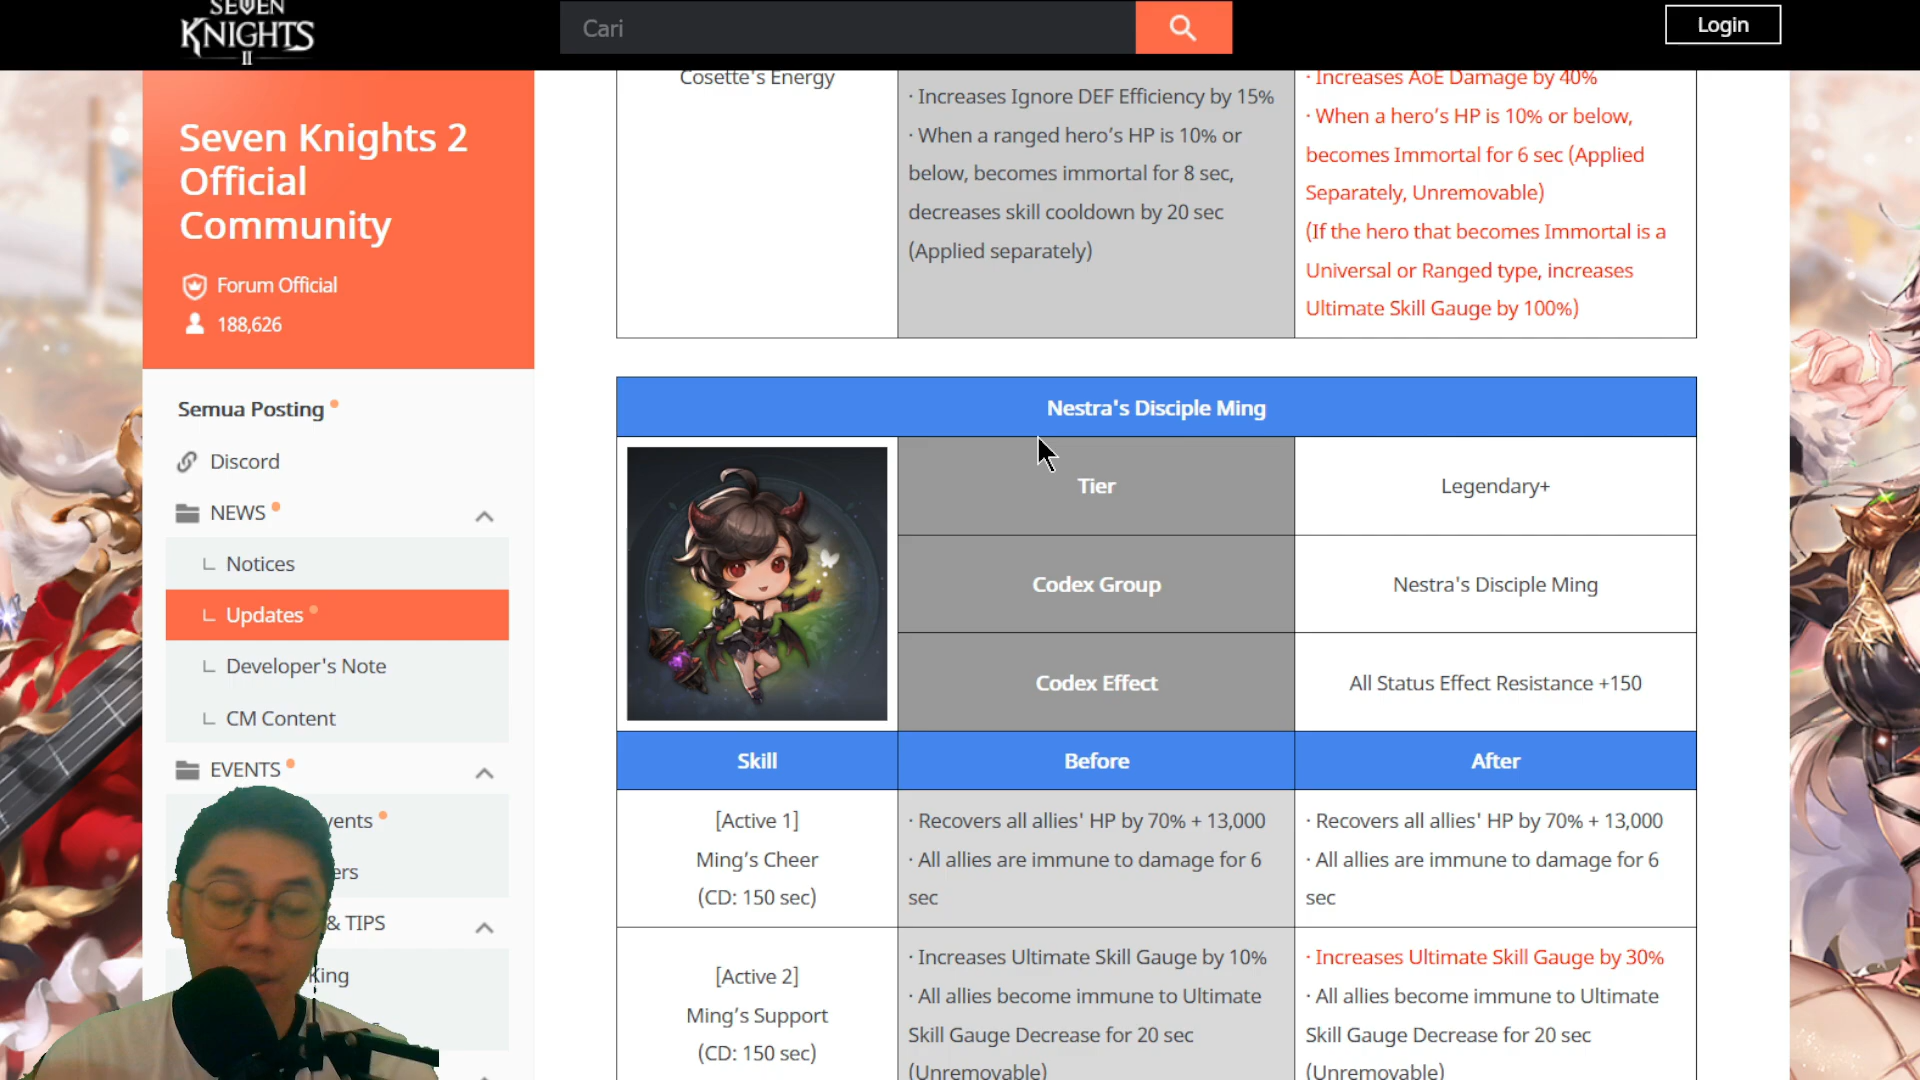 SEVEN
KNIGHTS
II
Cari
Login
Seven Knights 2
Official
Community
Forum Official
188,626
Semua Posting
Discord
NEWS
Notices
Updates
Developer's Note
CM Content
EVENTS
& TIPS
Cosette's Energy
· Increases Ignore DEF Efficiency by 15%
· When a ranged hero's HP is 10% or
below, becomes immortal for 8 sec,
decreases skill cooldown by 20 sec
(Applied separately)
· Increases AoE Damage by 40%
· When a hero's HP is 10% or below,
becomes Immortal for 6 sec (Applied
Separately, Unremovable)
(If the hero that becomes Immortal is a
Universal or Ranged type, increases
Ultimate Skill Gauge by 100%)
Nestra's Disciple Ming
Tier
Legendary+
Codex Group
Nestra's Disciple Ming
Codex Effect
All Status Effect Resistance +150
Skill
Before
After
[Active 1]
Ming's Cheer
(CD: 150 sec)
· Recovers all allies' HP by 70% + 13,000
· All allies are immune to damage for 6
sec
· Recovers all allies' HP by 70% + 13,000
· All allies are immune to damage for 6
sec
[Active 2]
Ming's Support
(CD: 150 sec)
· Increases Ultimate Skill Gauge by 10%
· All allies become immune to Ultimate
Skill Gauge Decrease for 20 sec
(Unremovable)
· Increases Ultimate Skill Gauge by 30%
· All allies become immune to Ultimate
Skill Gauge Decrease for 20 sec
(Unremovable)